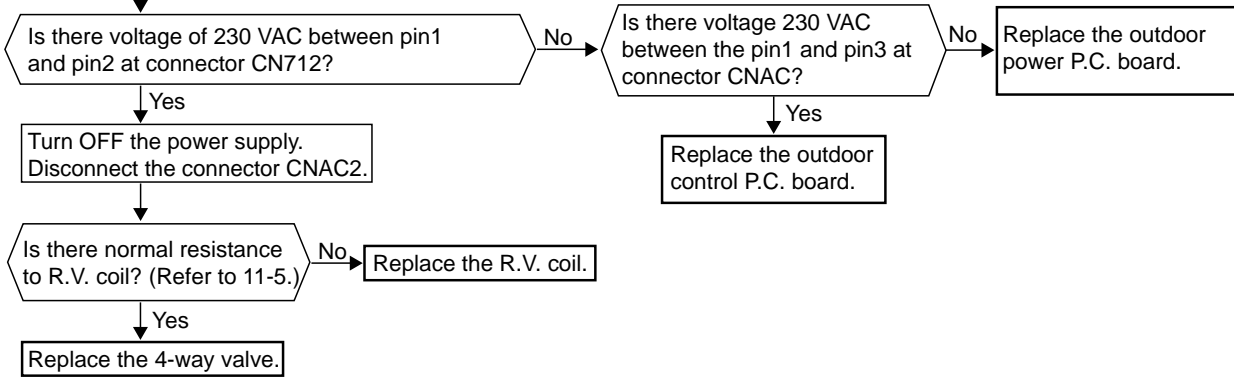 Is there voltage of 230 VAC between pin1
and pin2 at connector CN712?
No
Is there voltage 230 VAC
between the pin1 and pin3 at
connector CNAC?
No
Replace the outdoor
power P.C. board.
Yes
Turn OFF the power supply.
Disconnect the connector CNAC2.
Yes
Replace the outdoor
control P.C. board.
Is there normal resistance
to R.V. coil? (Refer to 11-5.)
No
Replace the R.V. coil.
Yes
Replace the 4-way valve.